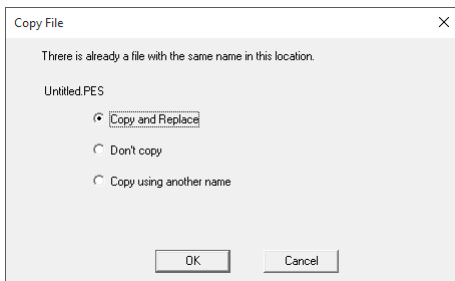 Copy File
Threre is already a file with the same name in this location.
Untitled.PES
Copy and Replace
Don't copy
Copy using another name
OK
Cancel